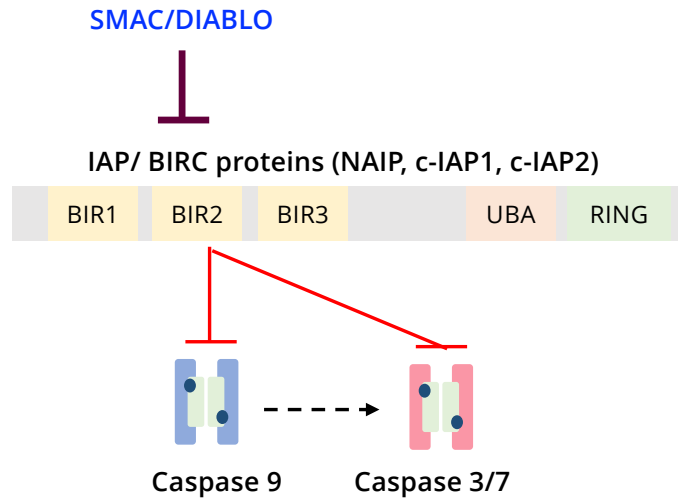 SMAC/DIABLO
IAP/ BIRC proteins (NAIP, c-IAP1, c-IAP2)
BIR1 BIR2 BIR3 UBA RING
Caspase 9 Caspase 3/7